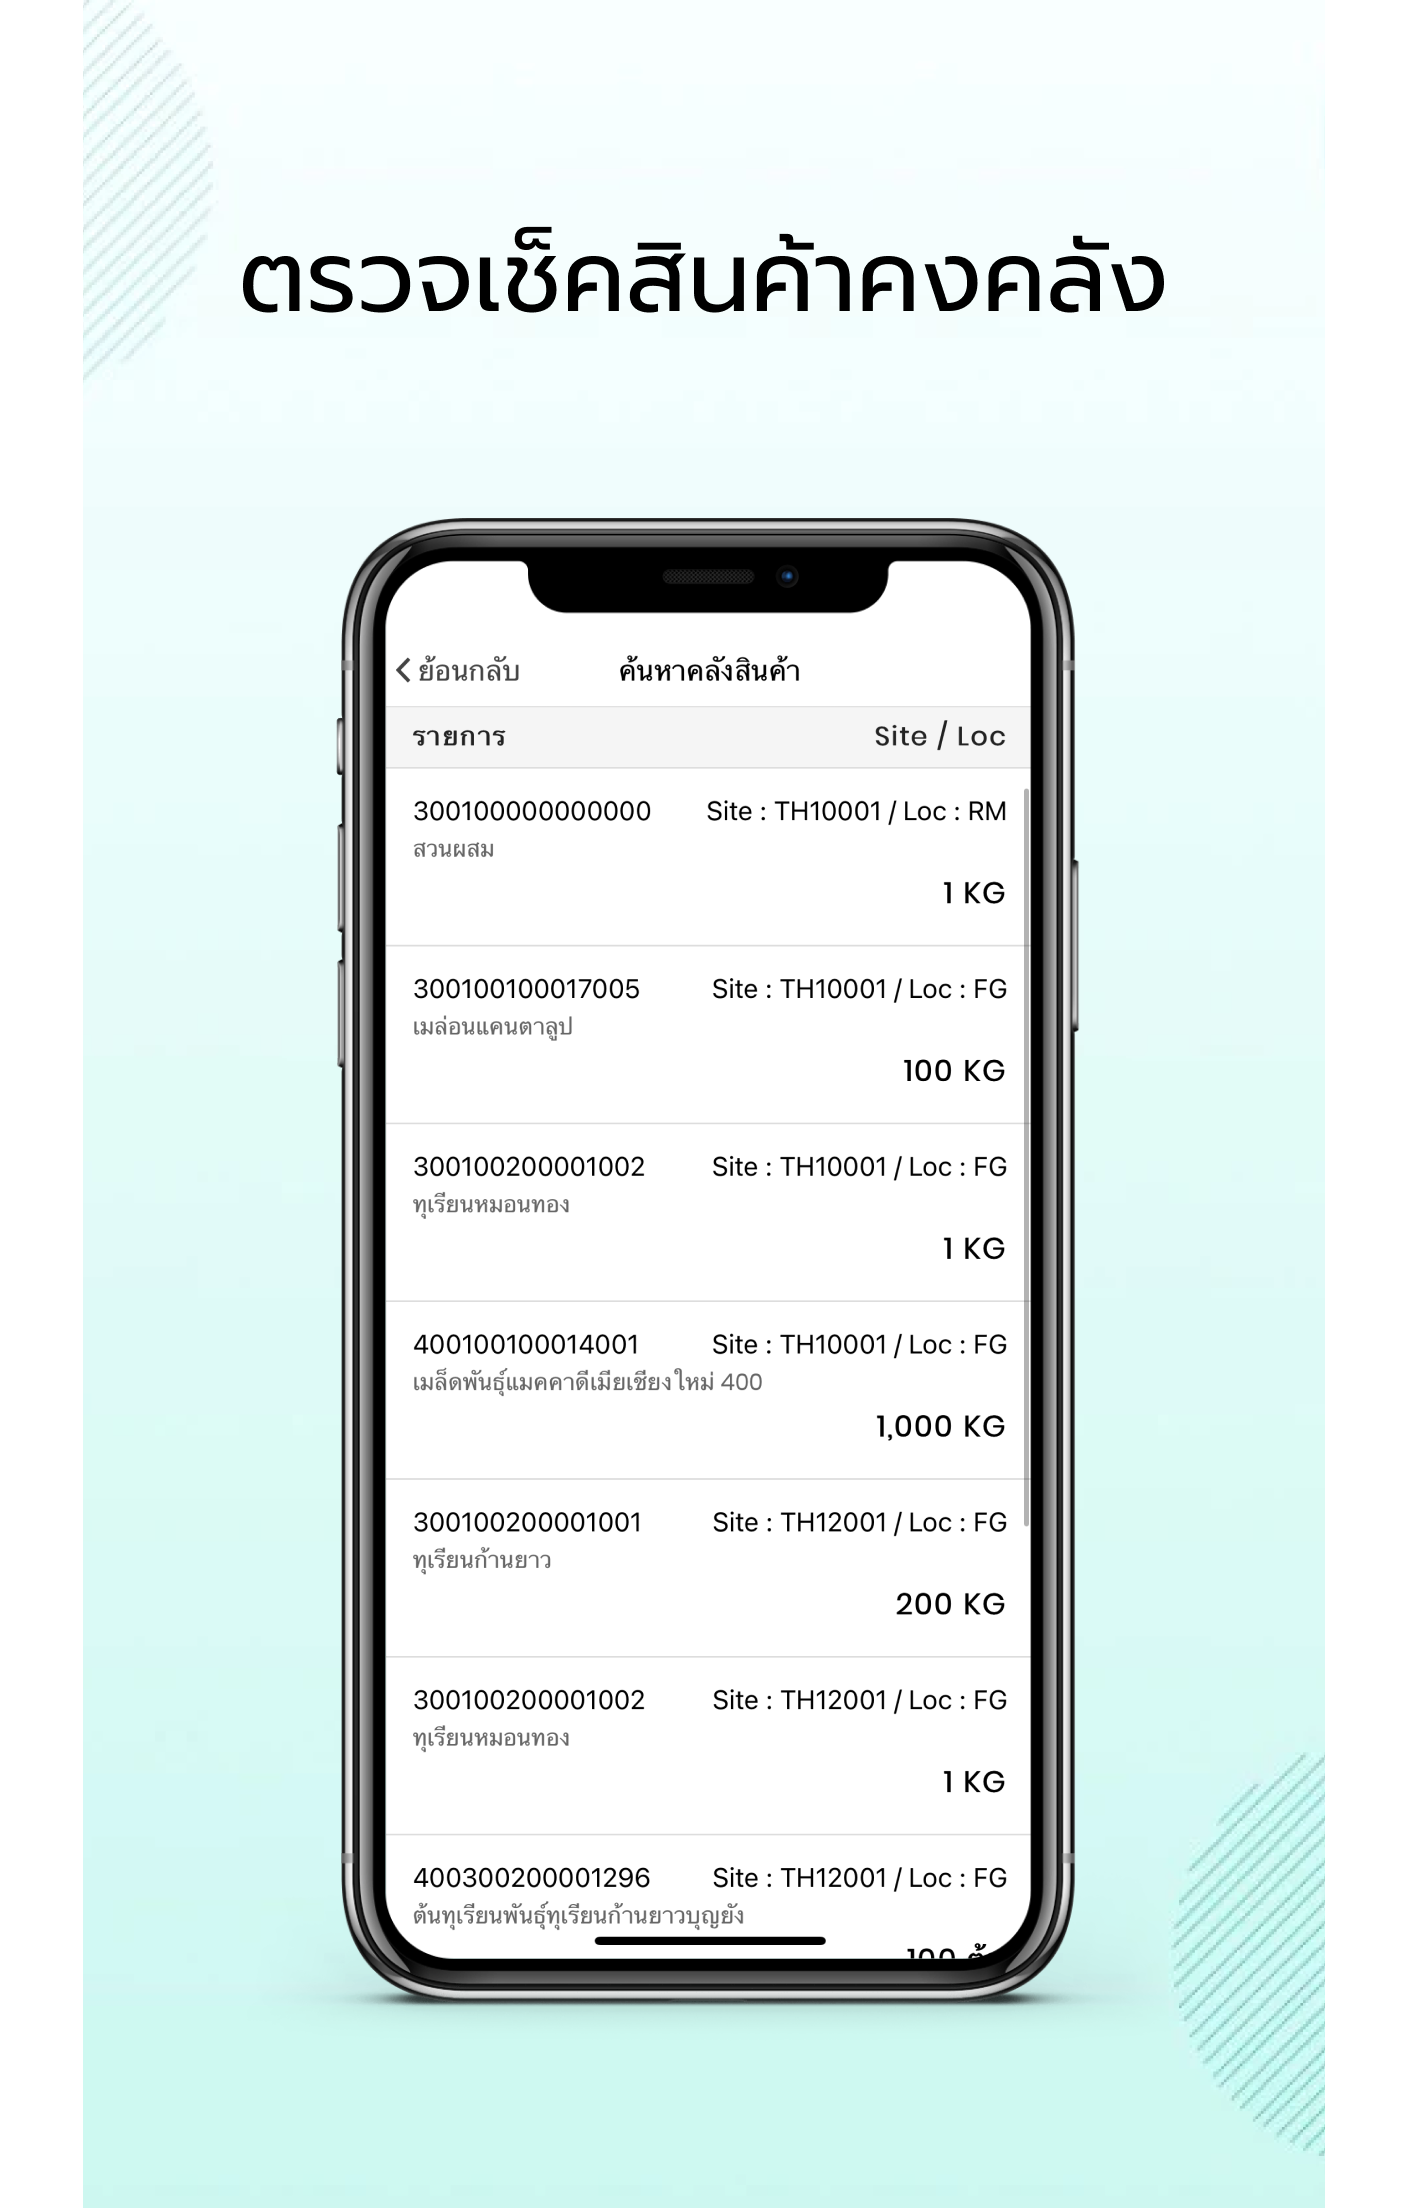 ตรวจเช็คสินค้าคงคลัง
ย้อนกลับ ค้นหาคลังสินค้า
รายการ Site / Loc
300100000000000 Site : TH10001 / Loc : RM
สวนผสม
1 KG
300100100017005 Site : TH10001 / Loc : FG
เมล่อนแคนตาลูป
100 KG
300100200001002 Site : TH10001 / Loc : FG
ทุเรียนหมอนทอง
1 KG
400100100014001 Site : TH10001 / Loc : FG
เมล็ดพันธุ์แมคคาดีเมียเชียงใหม่ 400
1,000 KG
300100200001001 Site : TH12001 / Loc : FG
ทุเรียนก้านยาว
200 KG
300100200001002 Site : TH12001 / Loc : FG
ทุเรียนหมอนทอง
1 KG
400300200001296 Site : TH12001 / Loc : FG
ต้นทุเรียนพันธุ์ทุเรียนก้านยาวบุญยัง
100